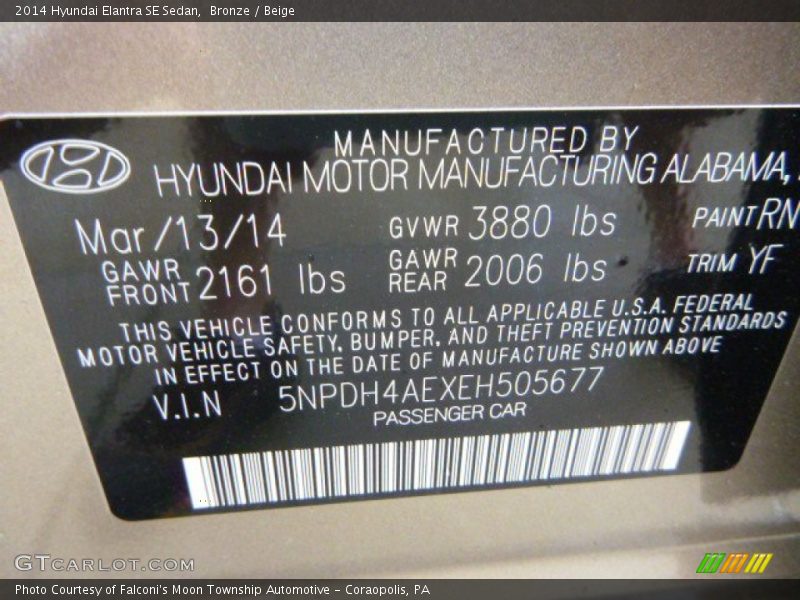 2014 Hyundai Elantra SE Sedan, Bronze / Beige
MANUFACTURED BY
HYUNDAI MOTOR MANUFACTURING ALABAMA,
Mar/13/14 GVWR 3880 lbs PAINT RN
GAWR FRONT 2161 lbs GAWR REAR 2006 lbs TRIM YF
THIS VEHICLE CONFORMS TO ALL APPLICABLE U.S.A. FEDERAL
MOTOR VEHICLE SAFETY, BUMPER, AND THEFT PREVENTION STANDARDS
IN EFFECT ON THE DATE OF MANUFACTURE SHOWN ABOVE
V.I.N 5NPDH4AEXEH505677
PASSENGER CAR
GTCARLOT.COM
Photo Courtesy of Falconi's Moon Township Automotive - Coraopolis, PA